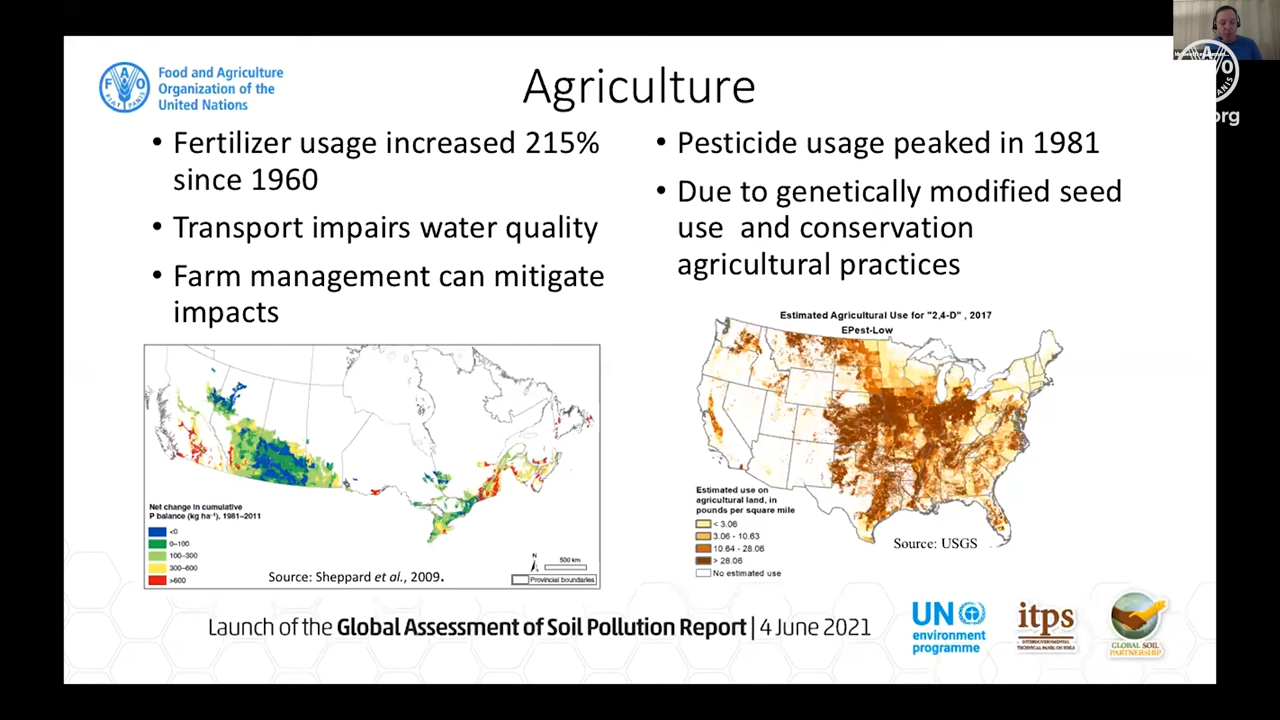 Food and Agriculture
Organization of the
United Nations
Agriculture
• Fertilizer usage increased 215%
since 1960
• Transport impairs water quality
• Farm management can mitigate
impacts
• Pesticide usage peaked in 1981
• Due to genetically modified seed
use and conservation
agricultural practices
Net change in cumulative
P balance (kg ha⁻¹), 1981–2011
<0
0–100
100–300
300–600
>600
Source: Sheppard et al., 2009.
N
500 km
Provincial boundaries
Estimated Agricultural Use for "2,4-D" , 2017
EPest-Low
Estimated use on
agricultural land, in
pounds per square mile
< 3.06
3.06 - 10.63
10.64 - 28.06
> 28.06
No estimated use
Source: USGS
Launch of the Global Assessment of Soil Pollution Report | 4 June 2021
UN
environment
programme
itps
INTERGOVERNMENTAL
TECHNICAL PANEL ON SOILS
GLOBAL SOIL
PARTNERSHIP